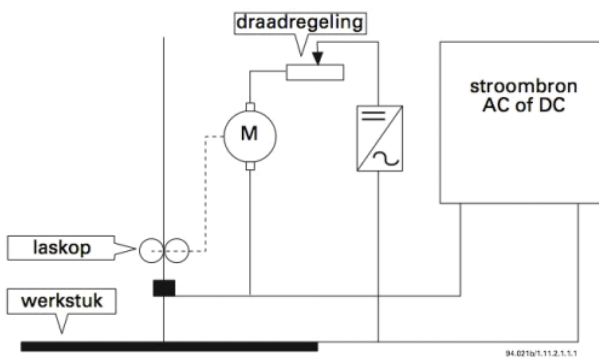 draadregeling
stroombron
AC of DC
M
laskop
werkstuk
94.021b/1.11.2.1.1.1